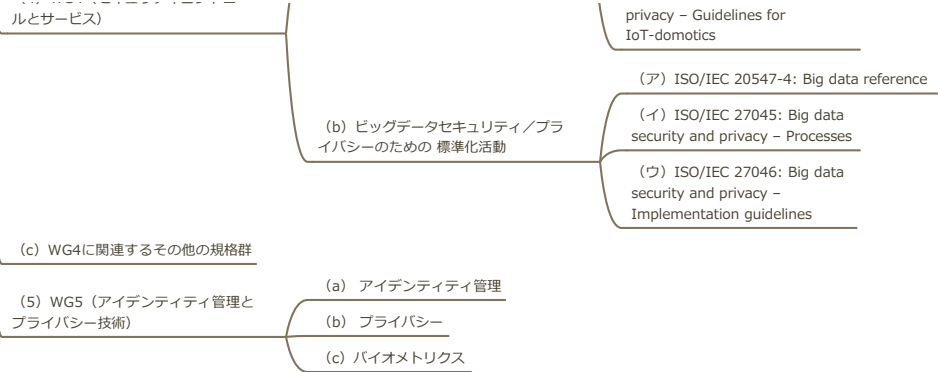 ルとサービス）
privacy – Guidelines for
IoT-domotics
（b）ビッグデータセキュリティ／プラ
イバシーのための 標準化活動
（ア）ISO/IEC 20547-4: Big data reference
（イ）ISO/IEC 27045: Big data
security and privacy – Processes
（ウ）ISO/IEC 27046: Big data
security and privacy –
Implementation guidelines
（c）WG4に関連するその他の規格群
（5）WG5（アイデンティティ管理と
プライバシー技術）
（a） アイデンティティ管理
（b） プライバシー
（c）バイオメトリクス